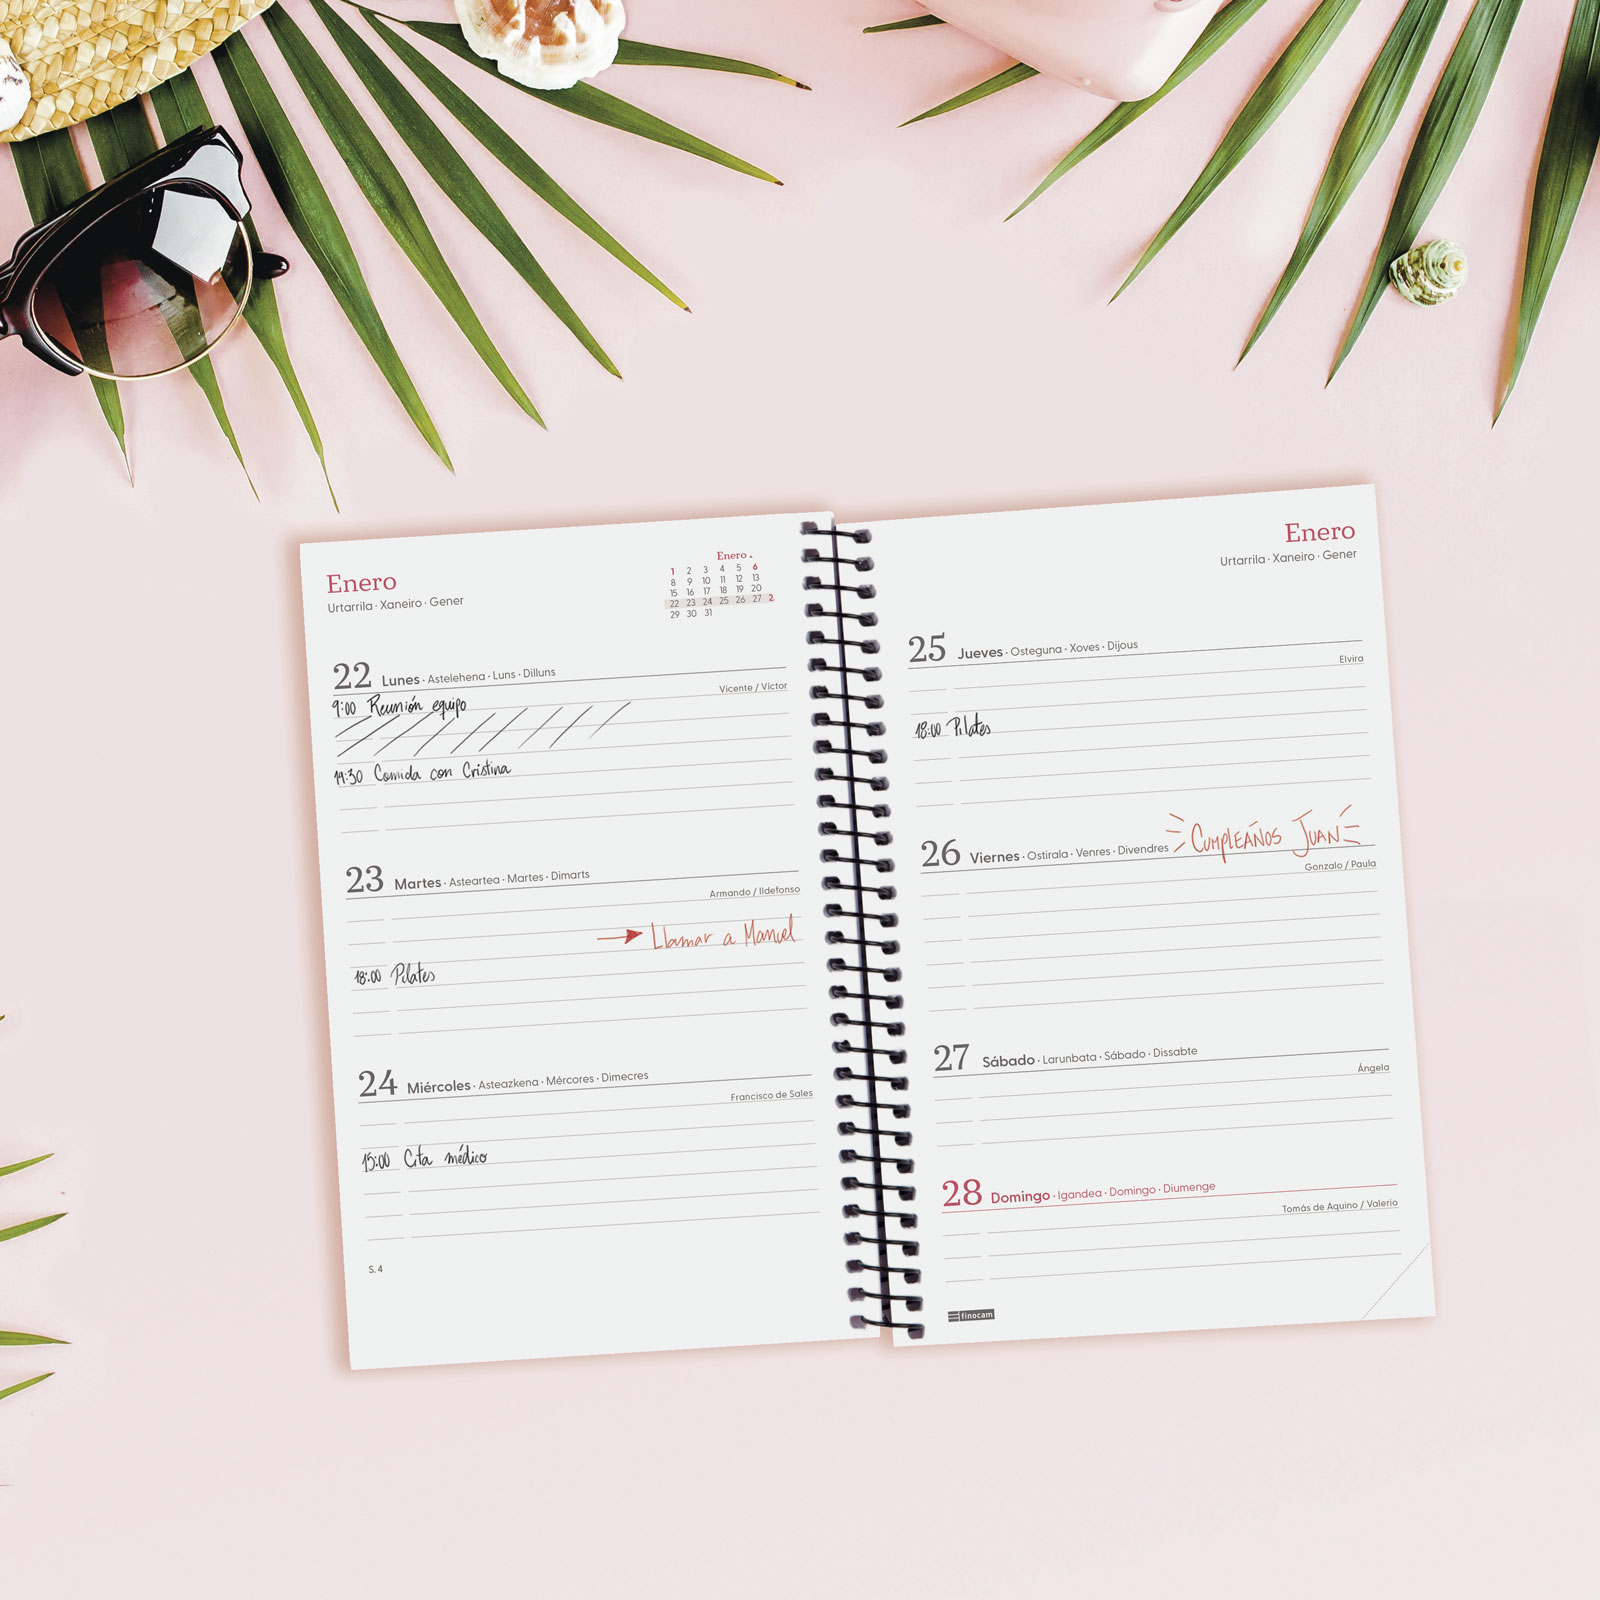 Enero
Urtarrila · Xaneiro · Gener
Enero .
1 2 3 4 5 6
8 9 10 11 12 13
15 16 17 18 19 20
22 23 24 25 26 27 2
29 30 31
22 Lunes · Astelehena · Luns · Dilluns
Vicente / Víctor
9:00 Reunión equipo
14:30 Comida con Cristina
23 Martes · Asteartea · Martes · Dimarts
Armando / Ildefonso
Llamar a Manuel
18:00 Pilates
24 Miércoles · Asteazkena · Mércores · Dimecres
Francisco de Sales
15:00 Cita médico
S. 4
Enero
Urtarrila · Xaneiro · Gener
25 Jueves · Osteguna · Xoves · Dijous
Elvira
18:00 Pilates
26 Viernes · Ostirala · Venres · Divendres CUMPLEAÑOS JUAN
Gonzalo / Paula
27 Sábado · Larunbata · Sábado · Dissabte
Ángela
28 Domingo · Igandea · Domingo · Diumenge
Tomás de Aquino / Valerio
finocam